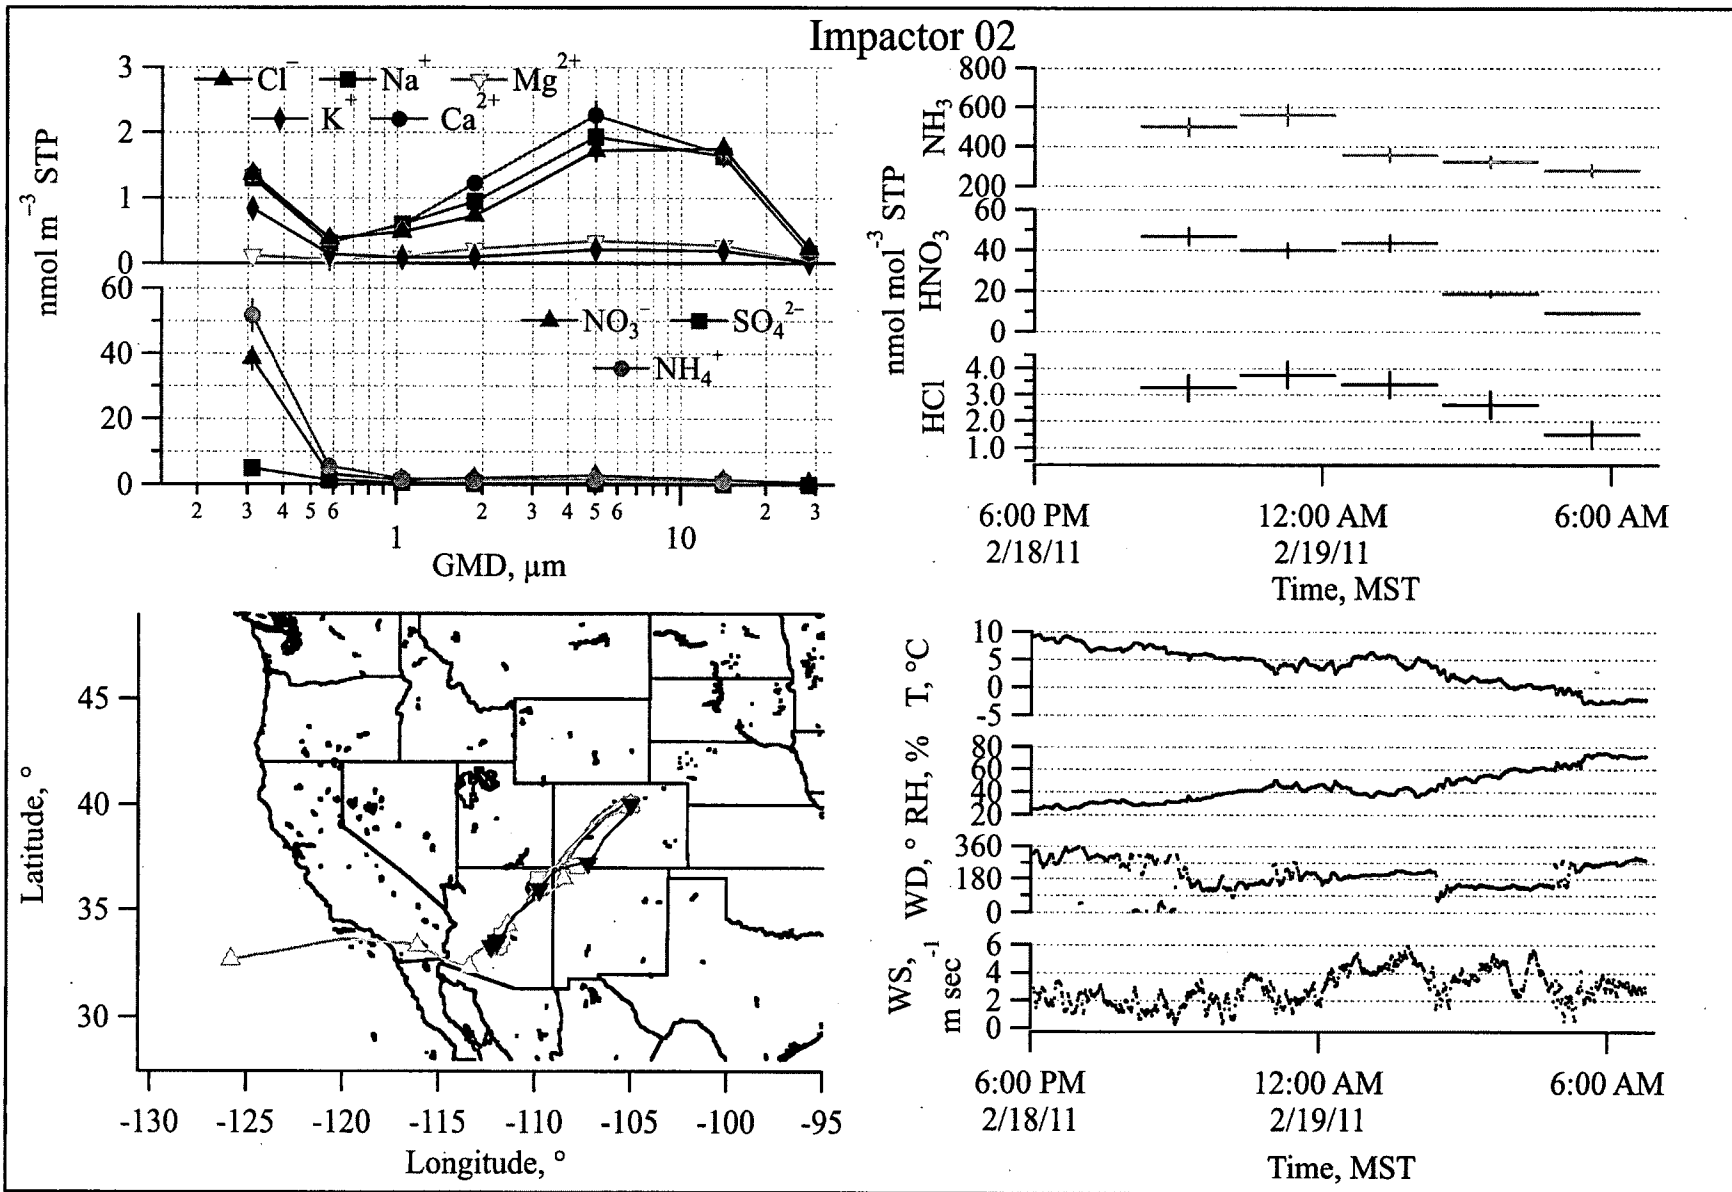 Impactor 02
3
2
1
0
nmol m⁻³ STP
Cl⁻ Na⁺ Mg²⁺
K⁺ Ca²⁺
60
40
20
0
NO₃⁻ SO₄²⁻
NH₄⁺
2 3 4 5 6 2 3 4 5 6 2 3
1 10
GMD, µm
800
600
400
200
NH₃
60
40
20
0
HNO₃
nmol mol⁻³ STP
4.0
3.0
2.0
1.0
HCl
6:00 PM 12:00 AM 6:00 AM
2/18/11 2/19/11
Time, MST
45
40
35
30
Latitude, °
-130 -125 -120 -115 -110 -105 -100 -95
Longitude, °
10
5
0
-5
T, °C
80
60
40
20
RH, %
360
180
0
WD, °
6
4
2
0
WS,
m sec⁻¹
6:00 PM 12:00 AM 6:00 AM
2/18/11 2/19/11
Time, MST